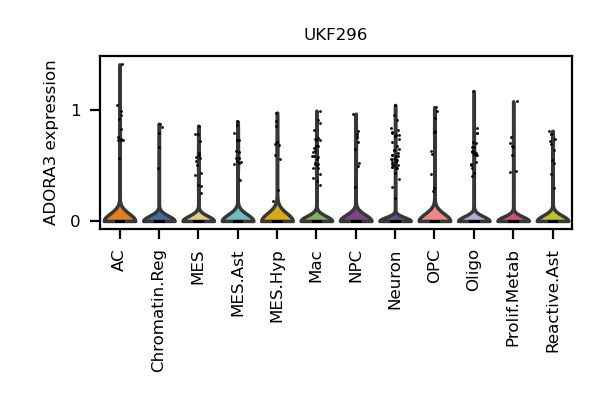 UKF296
ADORA3 expression
1
0
AC
Chromatin.Reg
MES
MES.Ast
MES.Hyp
Mac
NPC
Neuron
OPC
Oligo
Prolif.Metab
Reactive.Ast